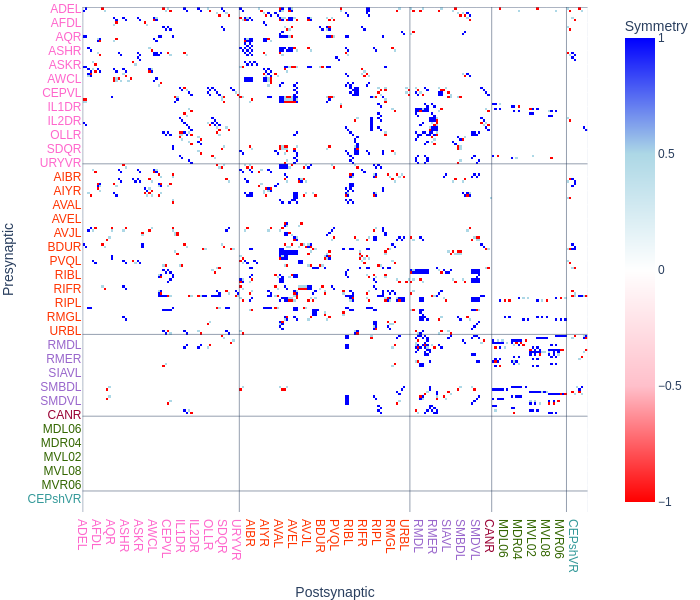 Symmetry
ADEL
AFDL
AQR
ASHR
ASKR
AWCL
CEPVL
IL1DR
IL2DR
OLLR
SDQR
URYVR
AIBR
AIYR
AVAL
AVEL
AVJL
BDUR
PVQL
RIBL
RIFR
RIPL
RMGL
URBL
RMDL
RMER
SIAVL
SMBDL
SMDVL
CANR
MDL06
MDR04
MVL02
MVL08
MVR06
CEPshVR
Presynaptic
1
0.5
0
−0.5
−1
ADEL
AFDL
AQR
ASHR
ASKR
AWCL
CEPVL
IL1DR
IL2DR
OLLR
SDQR
URYVR
AIBR
AIYR
AVAL
AVEL
AVJL
BDUR
PVQL
RIBL
RIFR
RIPL
RMGL
URBL
RMDL
RMER
SIAVL
SMBDL
SMDVL
CANR
MDL06
MDR04
MVL02
MVL08
MVR06
CEPshVR
Postsynaptic